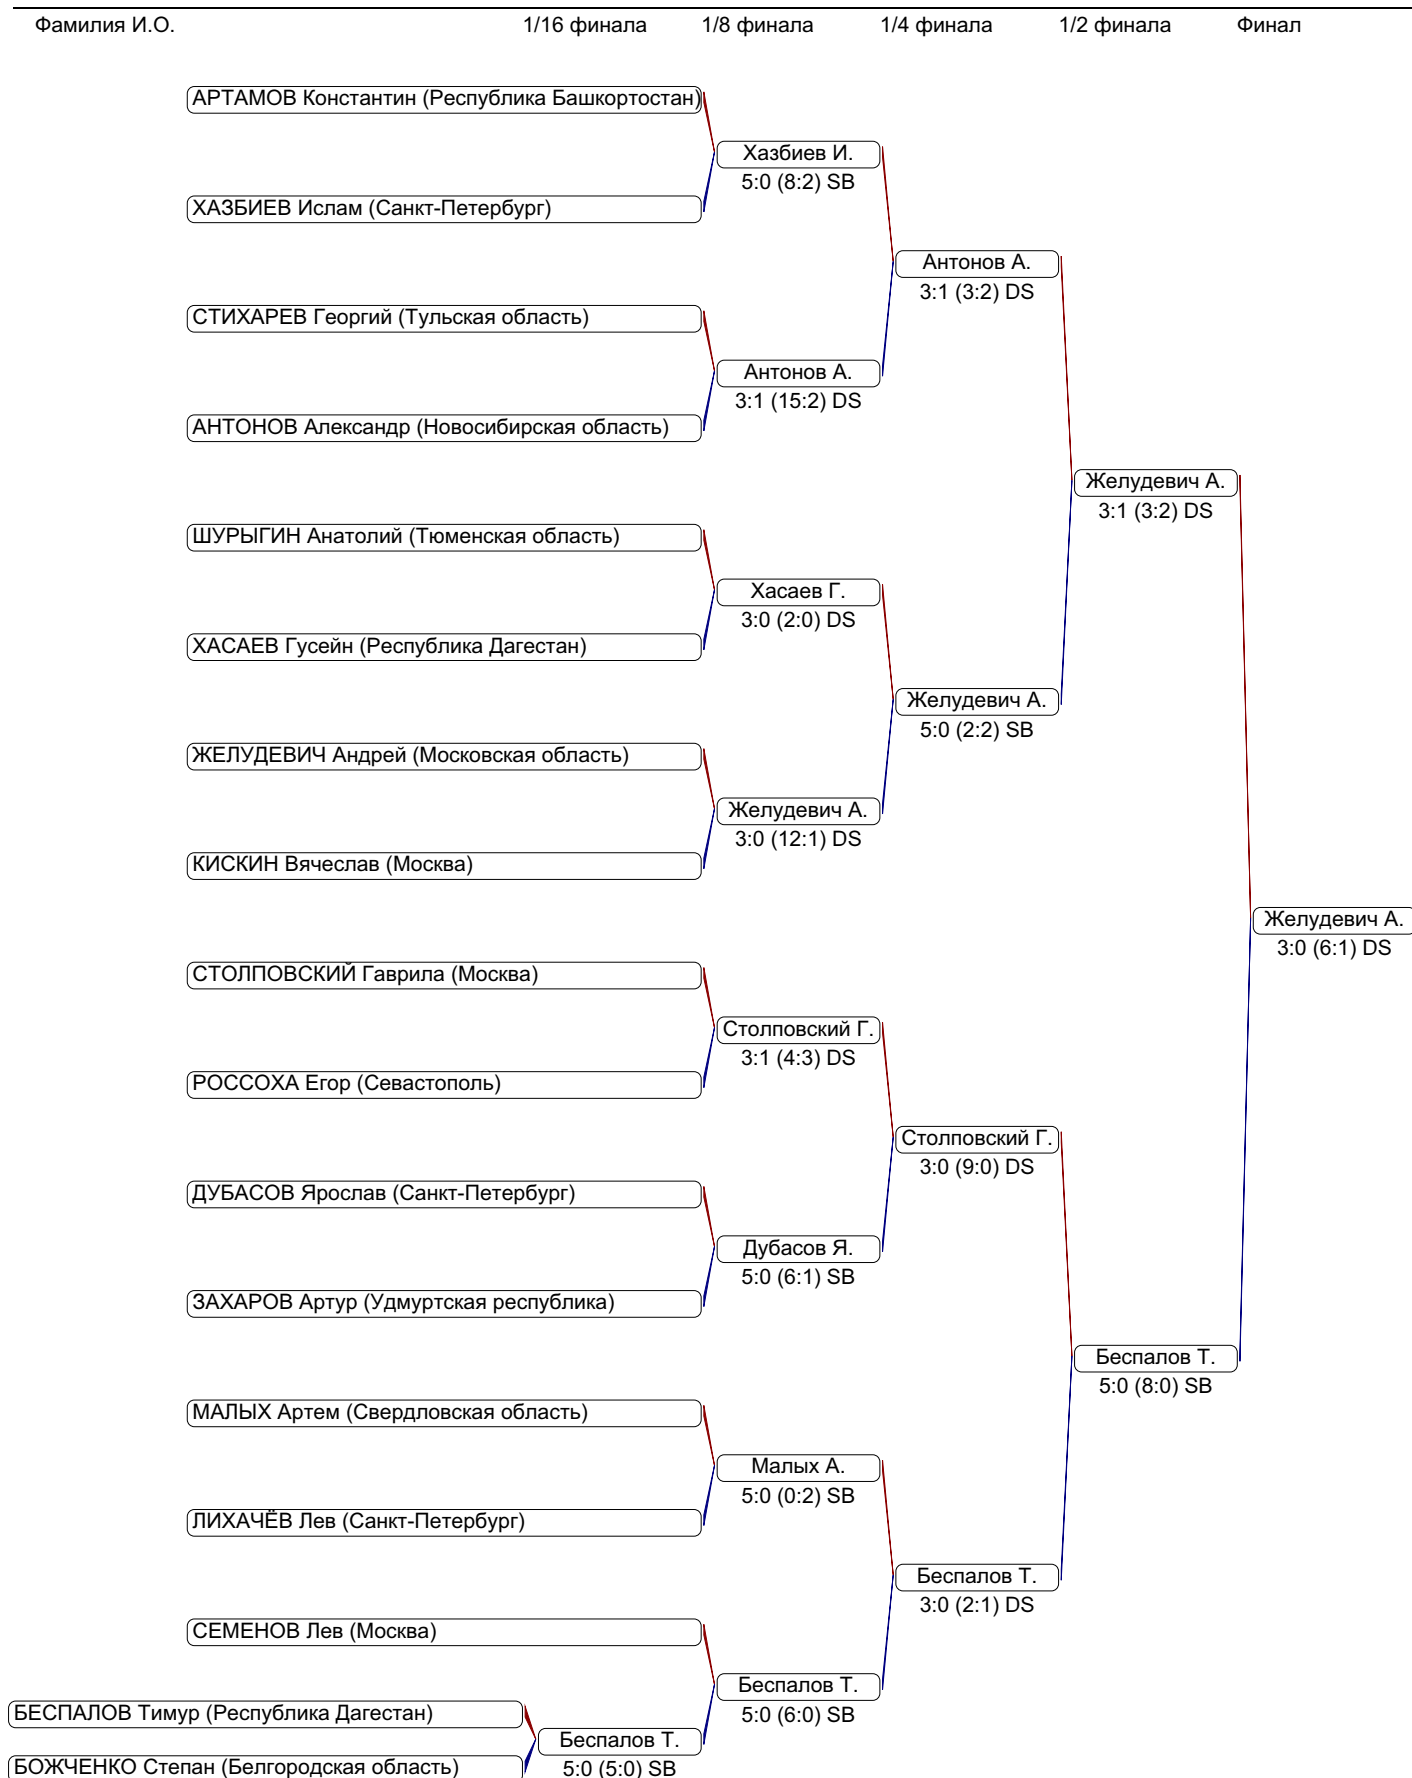 Фамилия И.О. 1/16 финала 1/8 финала 1/4 финала 1/2 финала Финал
АРТАМОВ Константин (Республика Башкортостан)
Хазбиев И.
5:0 (8:2) SB
ХАЗБИЕВ Ислам (Санкт-Петербург)
Антонов А.
3:1 (3:2) DS
СТИХАРЕВ Георгий (Тульская область)
Антонов А.
3:1 (15:2) DS
АНТОНОВ Александр (Новосибирская область)
Желудевич А.
3:1 (3:2) DS
ШУРЫГИН Анатолий (Тюменская область)
Хасаев Г.
3:0 (2:0) DS
ХАСАЕВ Гусейн (Республика Дагестан)
Желудевич А.
5:0 (2:2) SB
ЖЕЛУДЕВИЧ Андрей (Московская область)
Желудевич А.
3:0 (12:1) DS
КИСКИН Вячеслав (Москва)
Желудевич А.
3:0 (6:1) DS
СТОЛПОВСКИЙ Гаврила (Москва)
Столповский Г.
3:1 (4:3) DS
РОССОХА Егор (Севастополь)
Столповский Г.
3:0 (9:0) DS
ДУБАСОВ Ярослав (Санкт-Петербург)
Дубасов Я.
5:0 (6:1) SB
ЗАХАРОВ Артур (Удмуртская республика)
Беспалов Т.
5:0 (8:0) SB
МАЛЫХ Артем (Свердловская область)
Малых А.
5:0 (0:2) SB
ЛИХАЧЁВ Лев (Санкт-Петербург)
Беспалов Т.
3:0 (2:1) DS
СЕМЕНОВ Лев (Москва)
Беспалов Т.
5:0 (6:0) SB
БЕСПАЛОВ Тимур (Республика Дагестан)
Беспалов Т.
5:0 (5:0) SB
БОЖЧЕНКО Степан (Белгородская область)